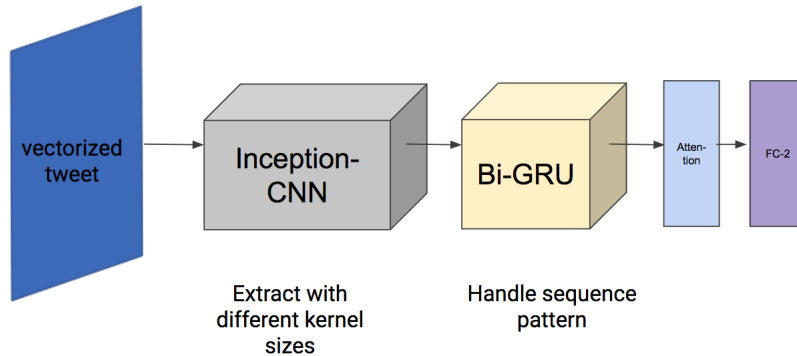 vectorized
tweet
Inception-
CNN
Bi-GRU
Atten-
tion
FC-2
Extract with
different kernel
sizes
Handle sequence
pattern